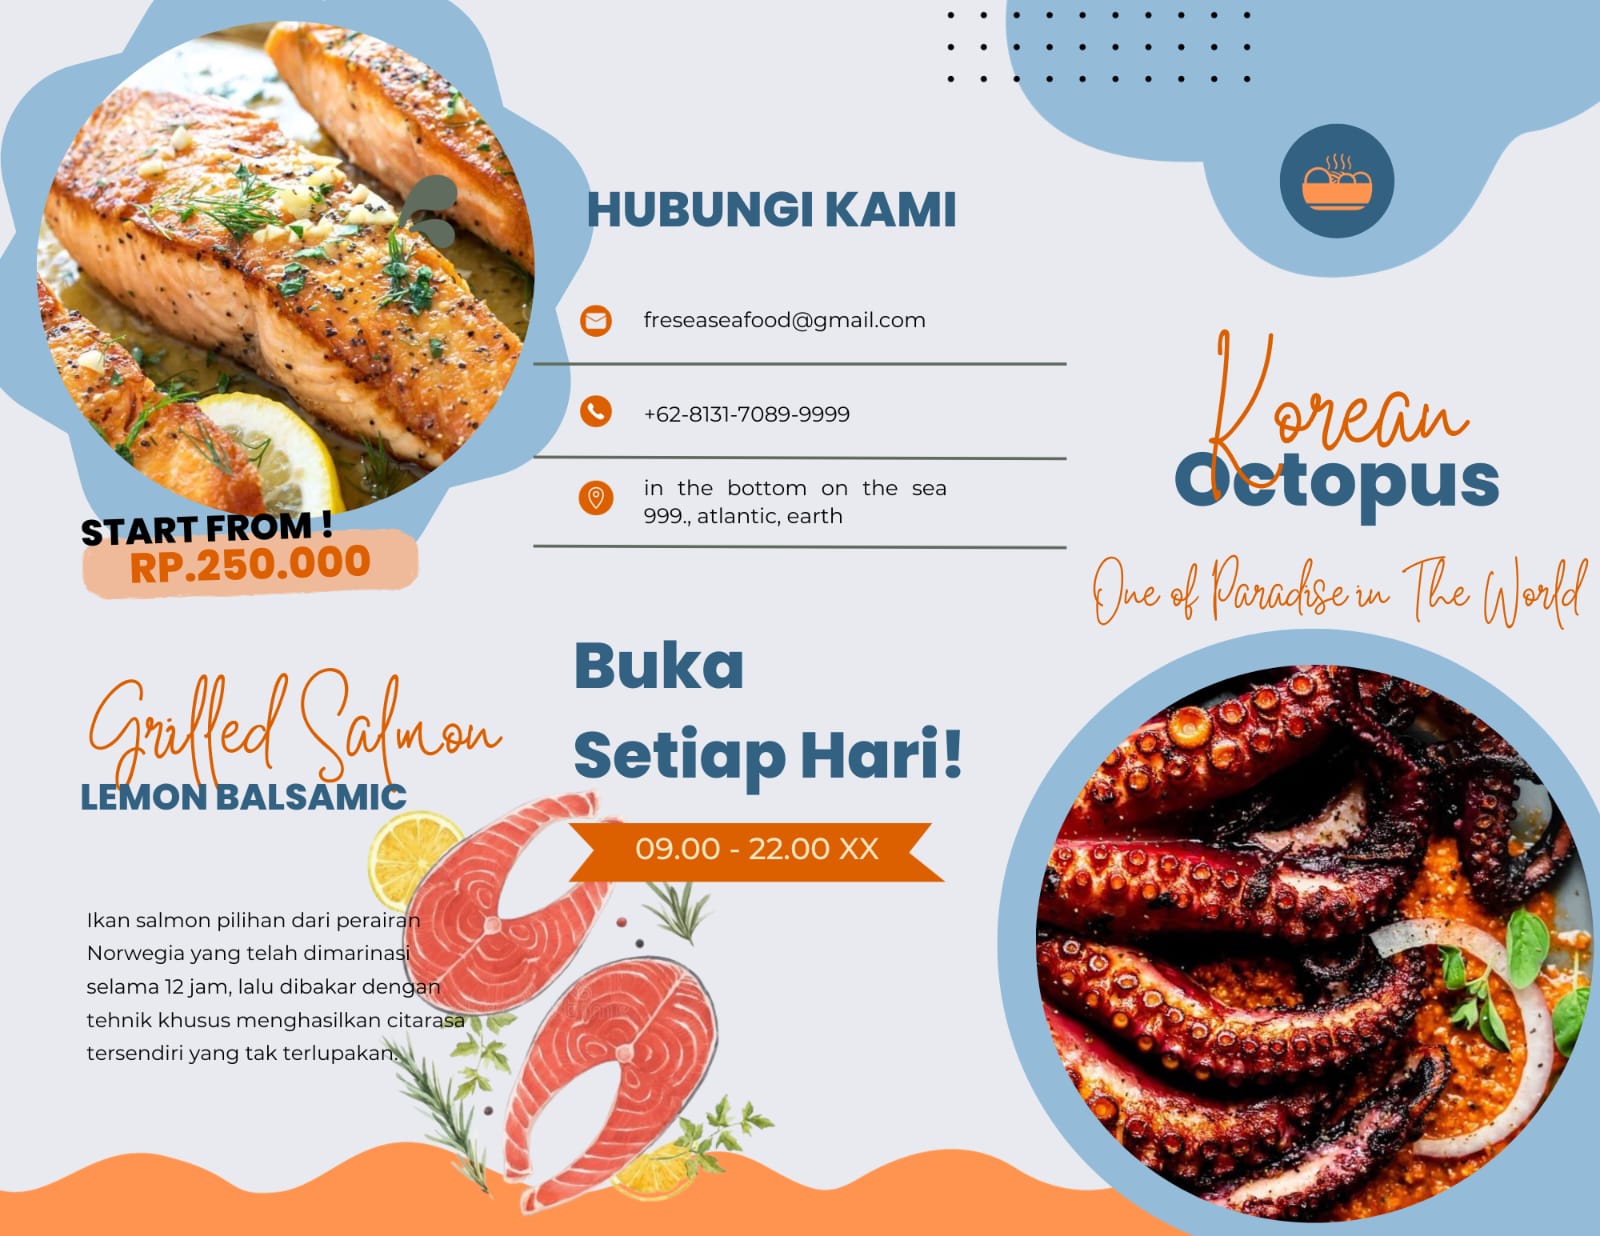 START FROM !
RP.250.000
Grilled Salmon
LEMON BALSAMIC
Ikan salmon pilihan dari perairan
Norwegia yang telah dimarinasi
selama 12 jam, lalu dibakar dengan
tehnik khusus menghasilkan citarasa
tersendiri yang tak terlupakan.
HUBUNGI KAMI
freseaseafood@gmail.com
+62-8131-7089-9999
in the bottom on the sea
999., atlantic, earth
Buka
Setiap Hari!
09.00 - 22.00 XX
Korean
Octopus
One of Paradise in The World